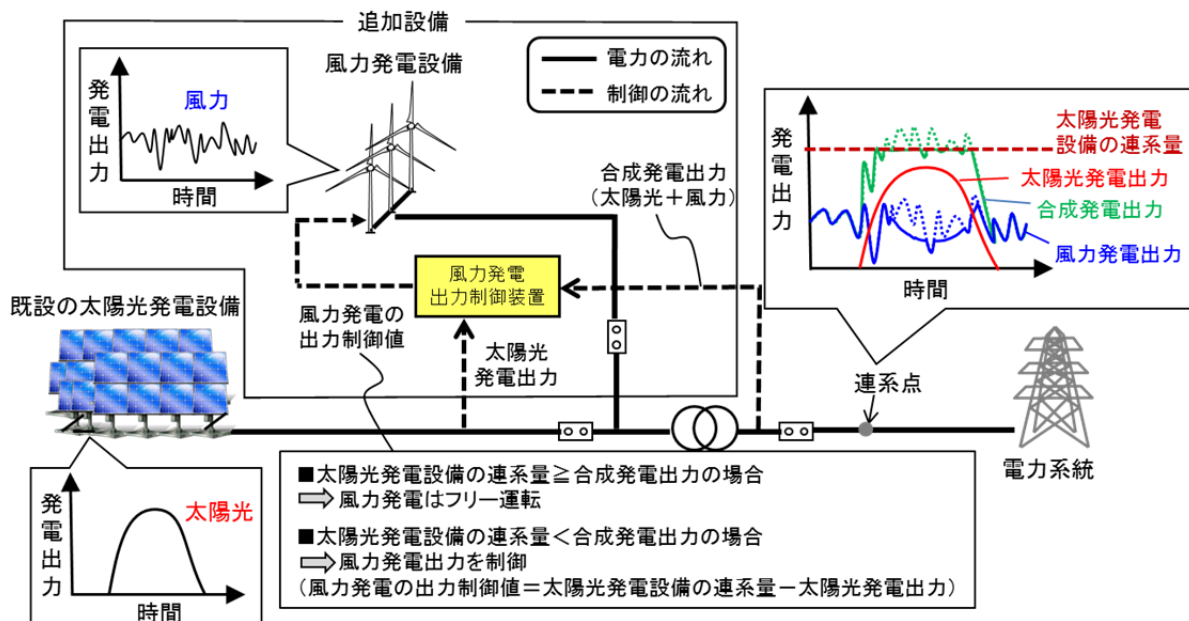 追加設備
風力発電設備
発電出力
風力
時間
電力の流れ
制御の流れ
合成発電出力
(太陽光＋風力)
発電出力
太陽光発電
設備の連系量
太陽光発電出力
合成発電出力
風力発電出力
時間
風力発電
出力制御装置
既設の太陽光発電設備
風力発電の
出力制御値
太陽光
発電出力
連系点
電力系統
発電出力
太陽光
時間
■太陽光発電設備の連系量≧合成発電出力の場合
⇨風力発電はフリー運転
■太陽光発電設備の連系量＜合成発電出力の場合
⇨風力発電出力を制御
(風力発電の出力制御値＝太陽光発電設備の連系量－太陽光発電出力)